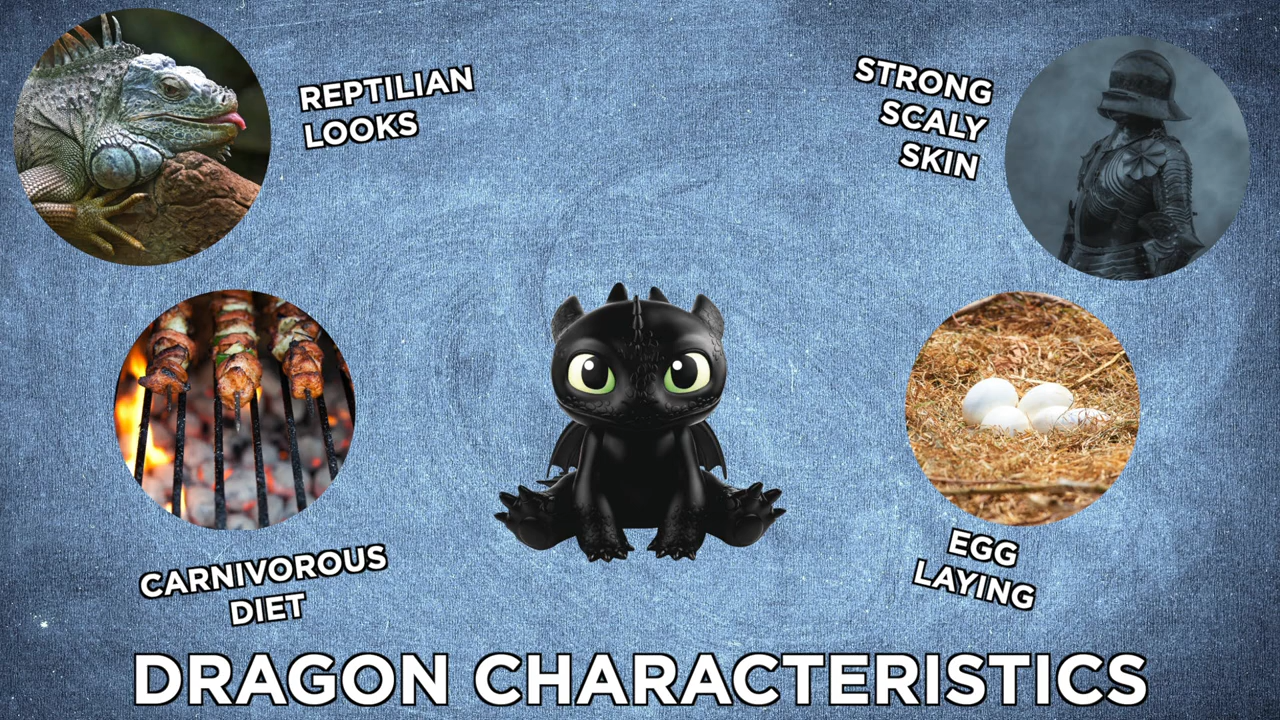 REPTILIAN
LOOKS
STRONG
SCALY
SKIN
CARNIVOROUS
DIET
EGG
LAYING
DRAGON CHARACTERISTICS